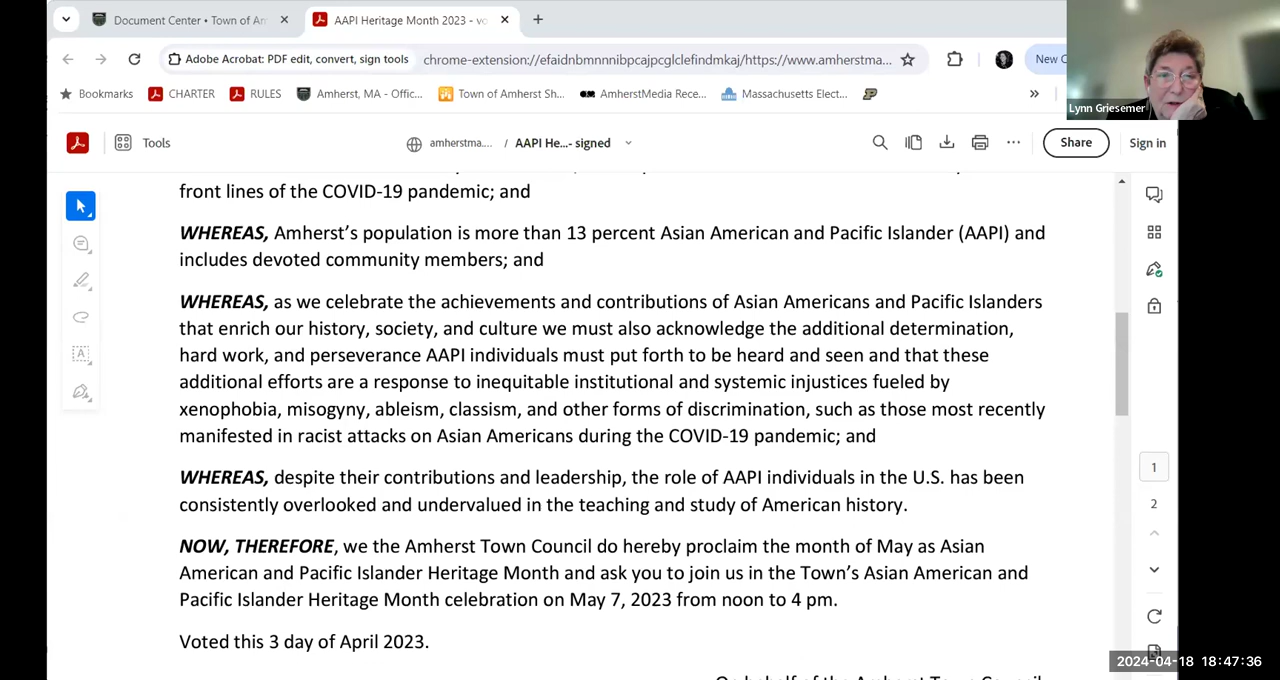 Document Center • Town of Am
AAPI Heritage Month 2023 - vo
Adobe Acrobat: PDF edit, convert, sign tools
chrome-extension://efaidnbmnnnibpcajpcglclefindmkaj/https://www.amherstma...
New C
Bookmarks
CHARTER
RULES
Amherst, MA - Offic...
Town of Amherst Sh...
AmherstMedia Rece...
Massachusetts Elect...
Lynn Griesemer
Tools
amherstma....
/ AAPI He...- signed
Share
Sign in
front lines of the COVID-19 pandemic; and
WHEREAS, Amherst’s population is more than 13 percent Asian American and Pacific Islander (AAPI) and
includes devoted community members; and
WHEREAS, as we celebrate the achievements and contributions of Asian Americans and Pacific Islanders
that enrich our history, society, and culture we must also acknowledge the additional determination,
hard work, and perseverance AAPI individuals must put forth to be heard and seen and that these
additional efforts are a response to inequitable institutional and systemic injustices fueled by
xenophobia, misogyny, ableism, classism, and other forms of discrimination, such as those most recently
manifested in racist attacks on Asian Americans during the COVID-19 pandemic; and
WHEREAS, despite their contributions and leadership, the role of AAPI individuals in the U.S. has been
consistently overlooked and undervalued in the teaching and study of American history.
NOW, THEREFORE, we the Amherst Town Council do hereby proclaim the month of May as Asian
American and Pacific Islander Heritage Month and ask you to join us in the Town’s Asian American and
Pacific Islander Heritage Month celebration on May 7, 2023 from noon to 4 pm.
Voted this 3 day of April 2023.
On behalf of the Amherst Town Council
1
2
2024-04-18 18:47:36